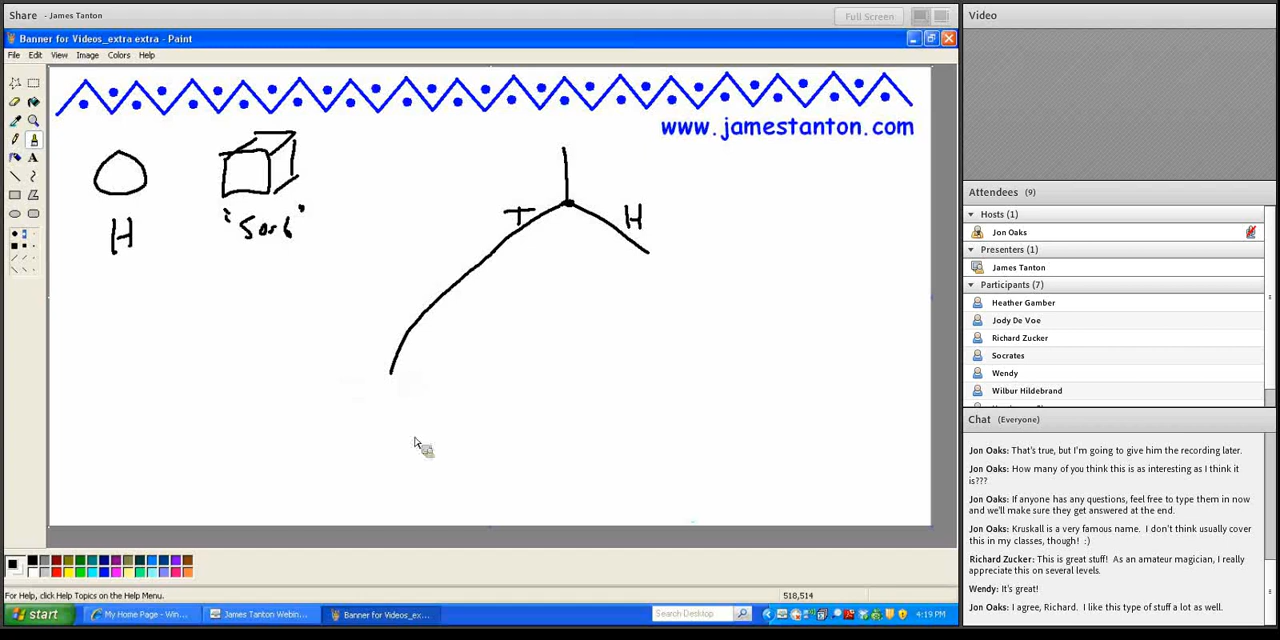 Share - James Tanton
Full Screen
Video
Banner for Videos_extra extra - Paint
File Edit View Image Colors Help
www.jamestanton.com
H
T
H
Attendees (9)
Hosts (1)
Jon Oaks
Presenters (1)
James Tanton
Participants (7)
Heather Gamber
Jody De Voe
Richard Zucker
Socrates
Wendy
Wilbur Hildebrand
Chat (Everyone)
Jon Oaks: That's true, but I'm going to give him the recording later.
Jon Oaks: How many of you think this is as interesting as I think it
is???
Jon Oaks: If anyone has any questions, feel free to type them in now
and we'll make sure they get answered at the end.
Jon Oaks: Kruskall is a very famous name. I don't think usually cover
this in my classes, though! :)
Richard Zucker: This is great stuff! As an amateur magician, I really
appreciate this on several levels.
Wendy: It's great!
Jon Oaks: I agree, Richard. I like this type of stuff a lot as well.
For Help, click Help Topics on the Help Menu.
518,514
start
My Home Page - Win...
James Tanton Webin...
Banner for Videos_ex...
Search Desktop
4:19 PM